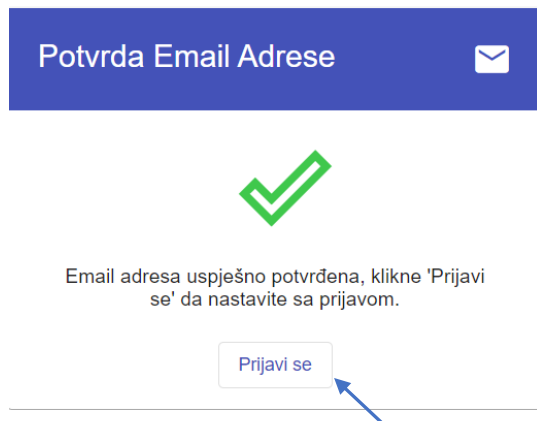 Potvrda Email Adrese
Email adresa uspješno potvrđena, klikne 'Prijavi
se' da nastavite sa prijavom.
Prijavi se